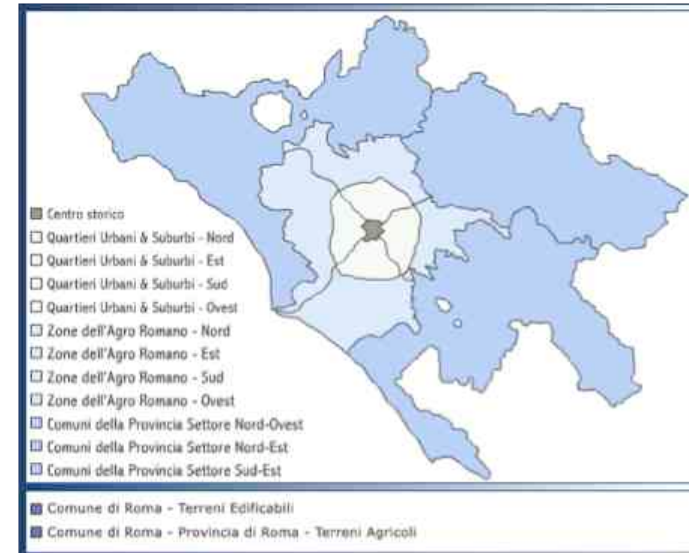 Centro storico
Quartieri Urbani & Suburbi - Nord
Quartieri Urbani & Suburbi - Est
Quartieri Urbani & Suburbi - Sud
Quartieri Urbani & Suburbi - Ovest
Zone dell'Agro Romano - Nord
Zone dell'Agro Romano - Est
Zone dell'Agro Romano - Sud
Zone dell'Agro Romano - Ovest
Comuni della Provincia Settore Nord-Ovest
Comuni della Provincia Settore Nord-Est
Comuni della Provincia Settore Sud-Est
Comune di Roma - Terreni Edificabili
Comune di Roma - Provincia di Roma - Terreni Agricoli